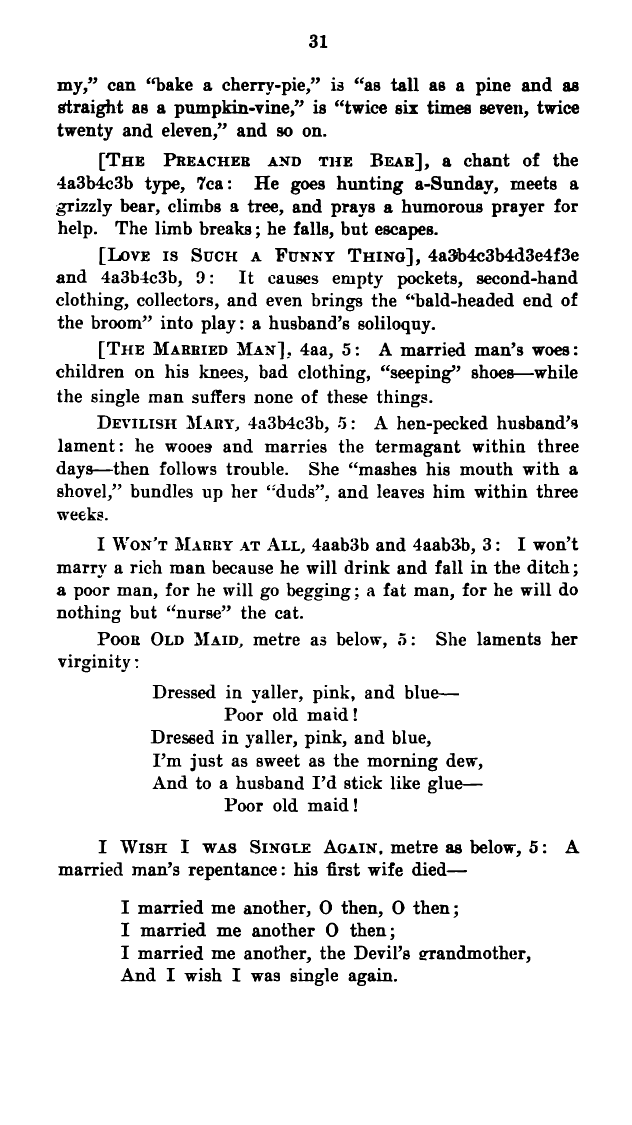 31
my,” can “bake a cherry-pie,” is “as tall as a pine and as
straight as a pumpkin-vine,” is “twice six times seven, twice
twenty and eleven,” and so on.
[The Preacher and the Bear], a chant of the
4a3b4c3b type, 7ca: He goes hunting a-Sunday, meets a
grizzly bear, climbs a tree, and prays a humorous prayer for
help. The limb breaks; he falls, but escapes.
[Love is Such a Funny Thing], 4a3b4c3b4d3e4f3e
and 4a3b4c3b, 9: It causes empty pockets, second-hand
clothing, collectors, and even brings the “bald-headed end of
the broom” into play: a husband’s soliloquy.
[The Married Man], 4aa, 5: A married man’s woes:
children on his knees, bad clothing, “seeping” shoes—while
the single man suffers none of these things.
Devilish Mary, 4a3b4c3b, 5: A hen-pecked husband’s
lament: he wooes and marries the termagant within three
days—then follows trouble. She “mashes his mouth with a
shovel,” bundles up her “duds”, and leaves him within three
weeks.
I Won’t Marry at All, 4aab3b and 4aab3b, 3: I won’t
marry a rich man because he will drink and fall in the ditch;
a poor man, for he will go begging; a fat man, for he will do
nothing but “nurse” the cat.
Poor Old Maid, metre as below, 5: She laments her
virginity:
Dressed in yaller, pink, and blue—
Poor old maid!
Dressed in yaller, pink, and blue,
I’m just as sweet as the morning dew,
And to a husband I’d stick like glue—
Poor old maid!
I Wish I was Single Again, metre as below, 5: A
married man’s repentance: his first wife died—
I married me another, O then, O then;
I married me another O then;
I married me another, the Devil’s grandmother,
And I wish I was single again.